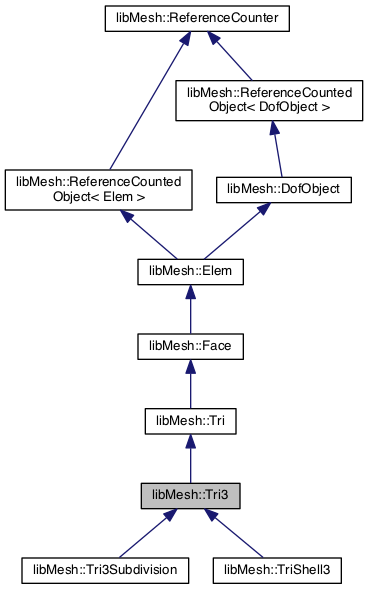 libMesh::ReferenceCounter
libMesh::ReferenceCounted
Object< DofObject >
libMesh::ReferenceCounted
Object< Elem >
libMesh::DofObject
libMesh::Elem
libMesh::Face
libMesh::Tri
libMesh::Tri3
libMesh::Tri3Subdivision
libMesh::TriShell3